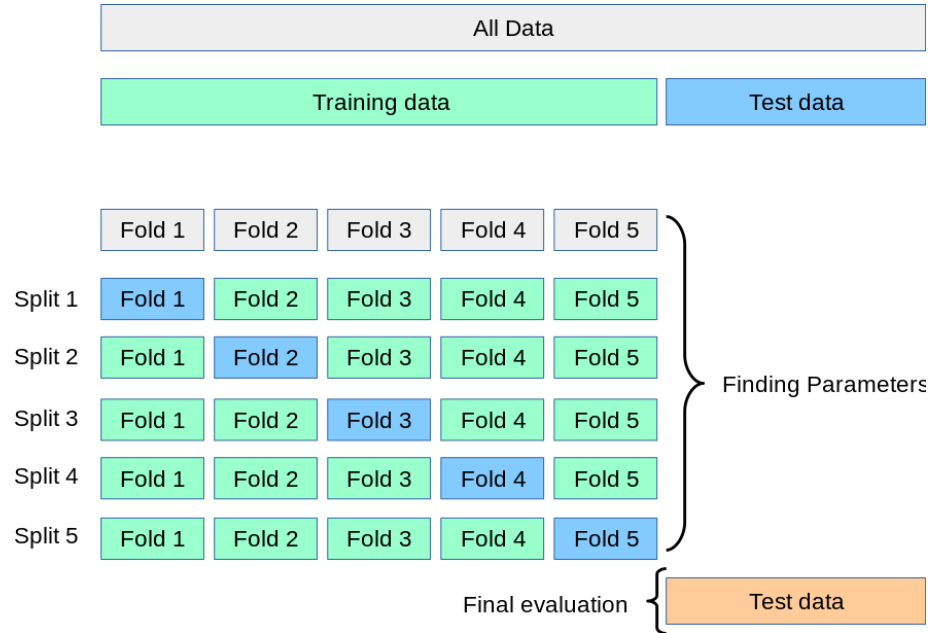 All Data
Training data Test data
Fold 1 Fold 2 Fold 3 Fold 4 Fold 5
Split 1 Fold 1 Fold 2 Fold 3 Fold 4 Fold 5
Split 2 Fold 1 Fold 2 Fold 3 Fold 4 Fold 5
Finding Parameters
Split 3 Fold 1 Fold 2 Fold 3 Fold 4 Fold 5
Split 4 Fold 1 Fold 2 Fold 3 Fold 4 Fold 5
Split 5 Fold 1 Fold 2 Fold 3 Fold 4 Fold 5
Final evaluation Test data